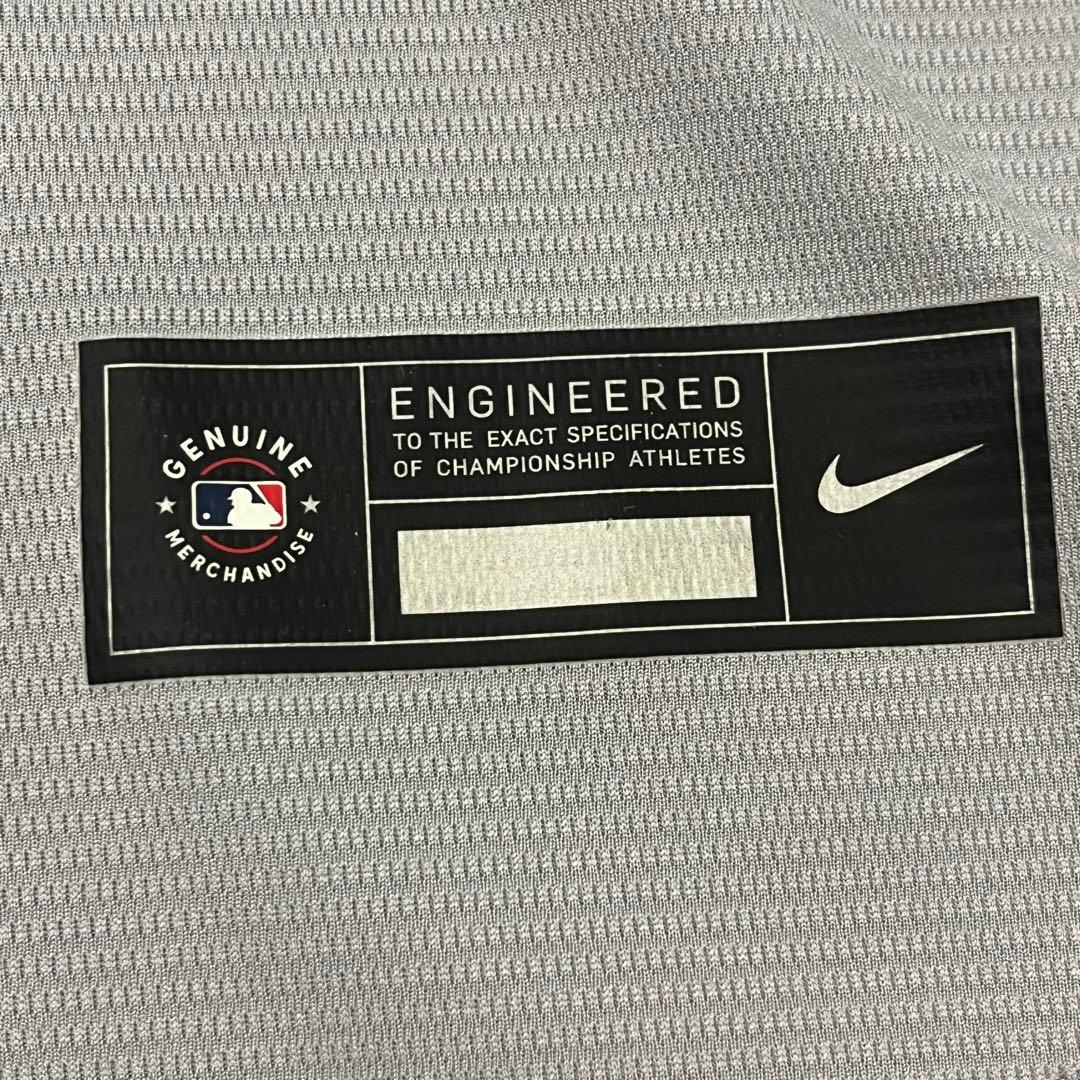 GENUINE
MERCHANDISE
ENGINEERED
TO THE EXACT SPECIFICATIONS
OF CHAMPIONSHIP ATHLETES